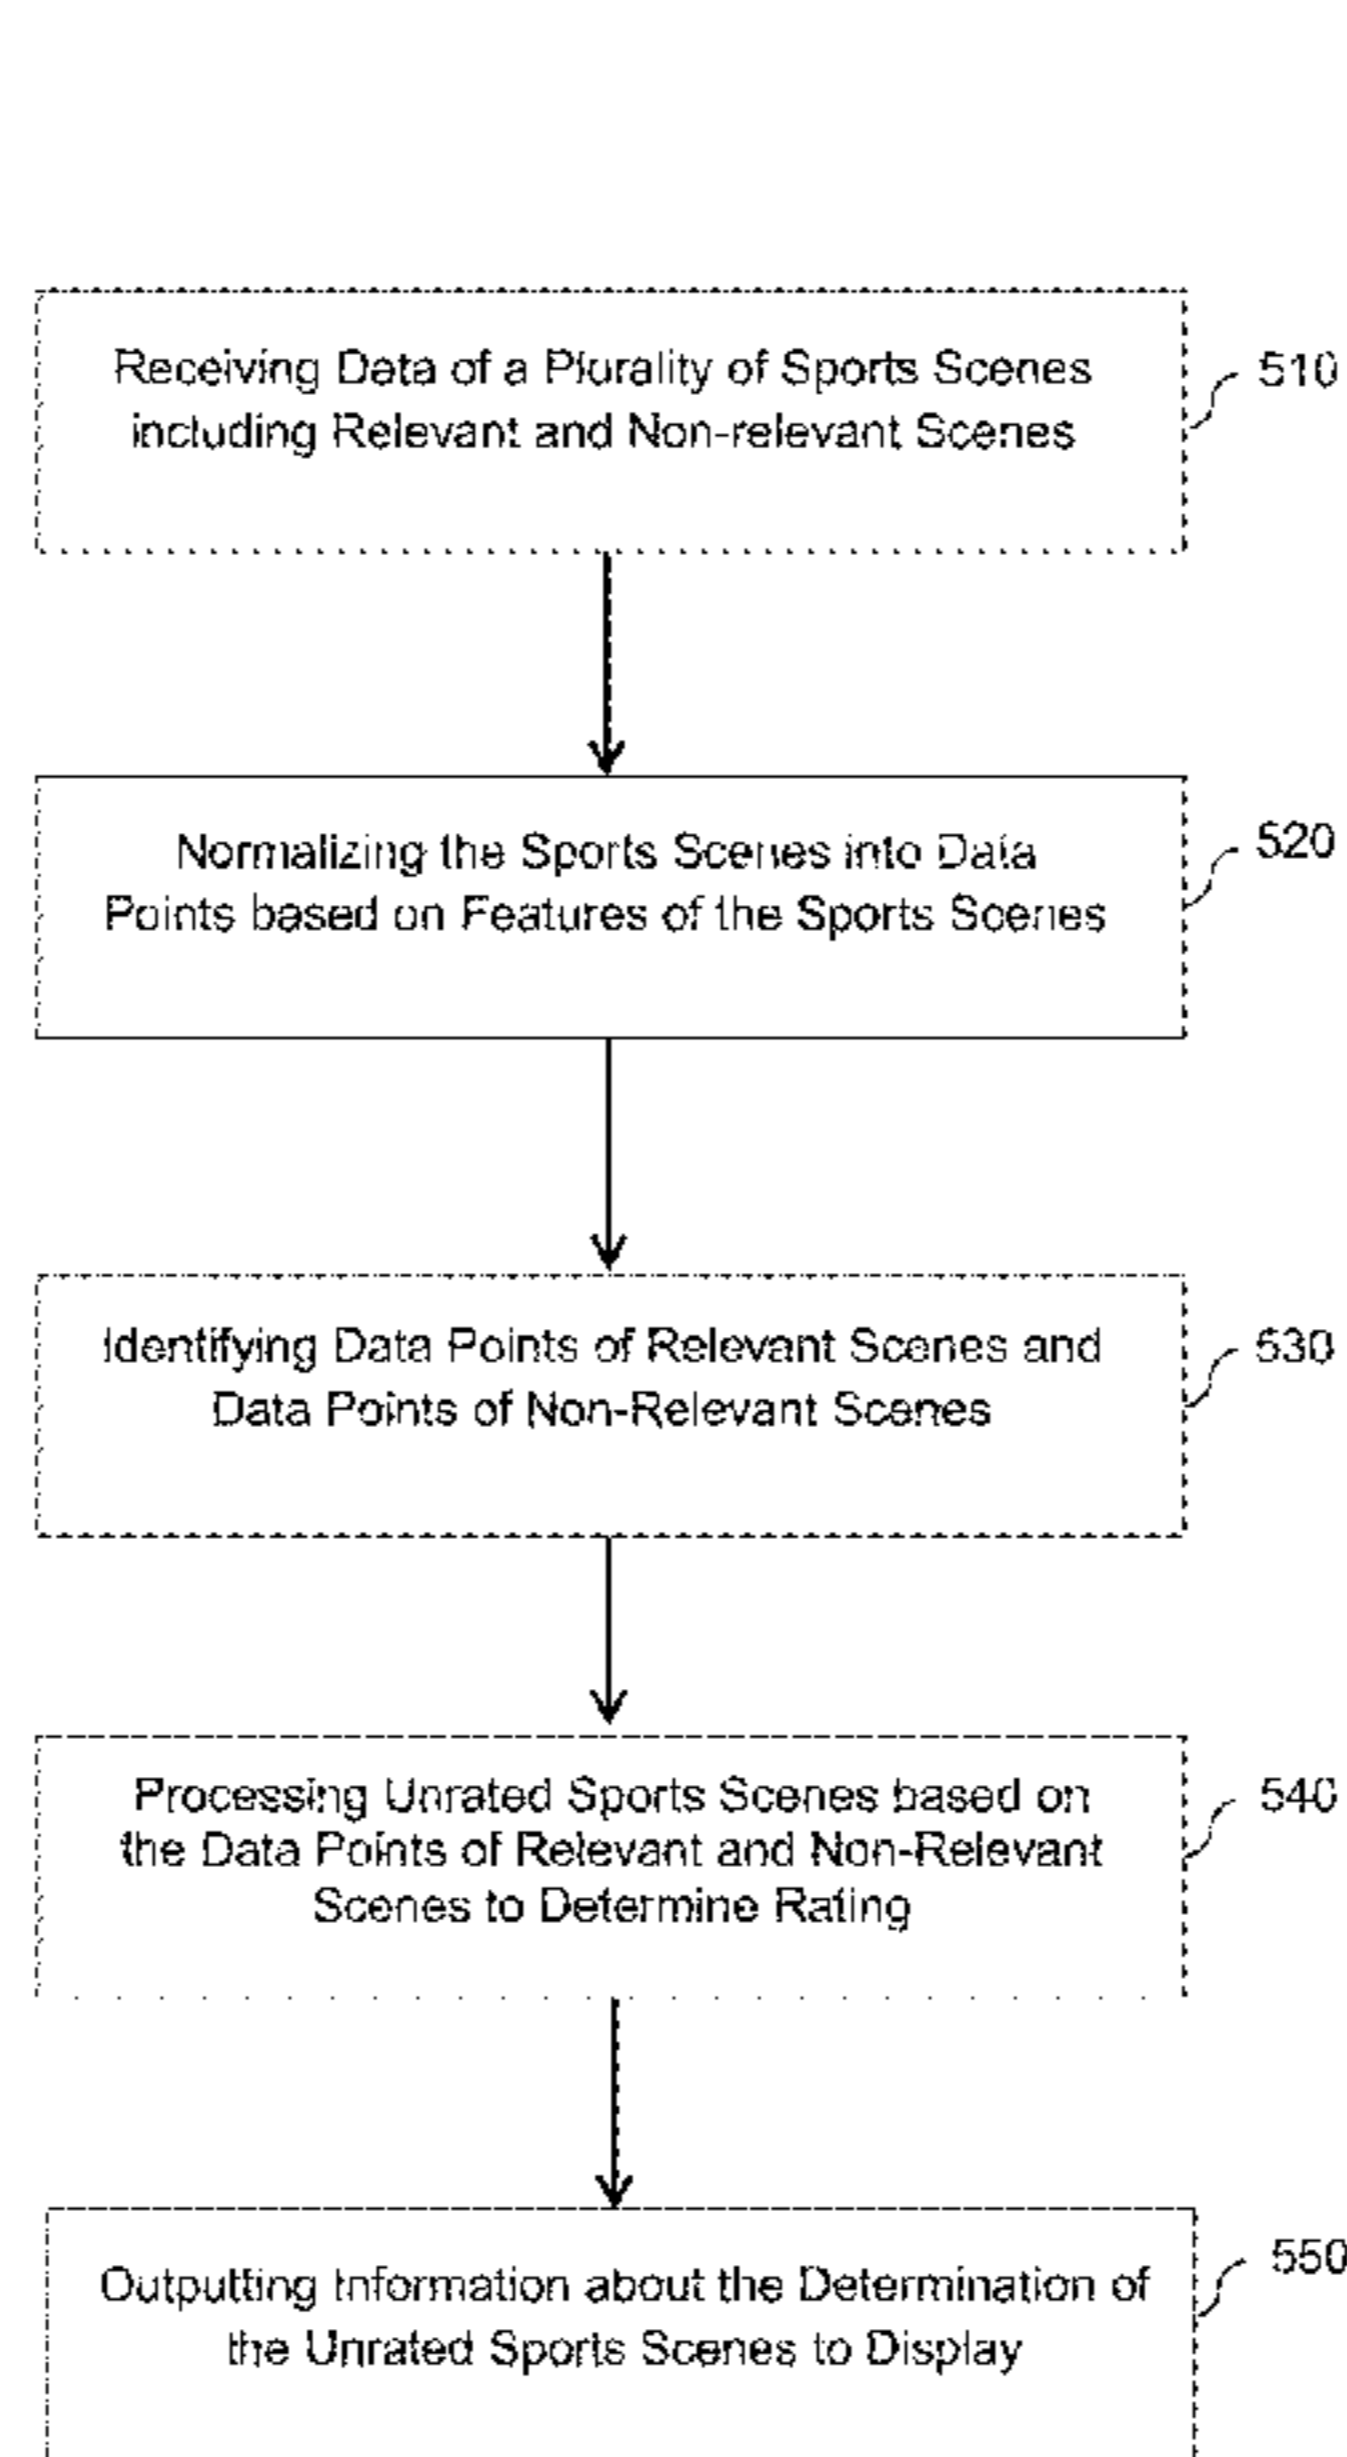 Receiving Data of a Plurality of Sports Scenes
including Relevant and Non-relevant Scenes
510
Normalizing the Sports Scenes into Data
Points based on Features of the Sports Scenes
520
Identifying Data Points of Relevant Scenes and
Data Points of Non-Relevant Scenes
530
Processing Unrated Sports Scenes based on
the Data Points of Relevant and Non-Relevant
Scenes to Determine Rating
540
Outputting Information about the Determination of
the Unrated Sports Scenes to Display
550